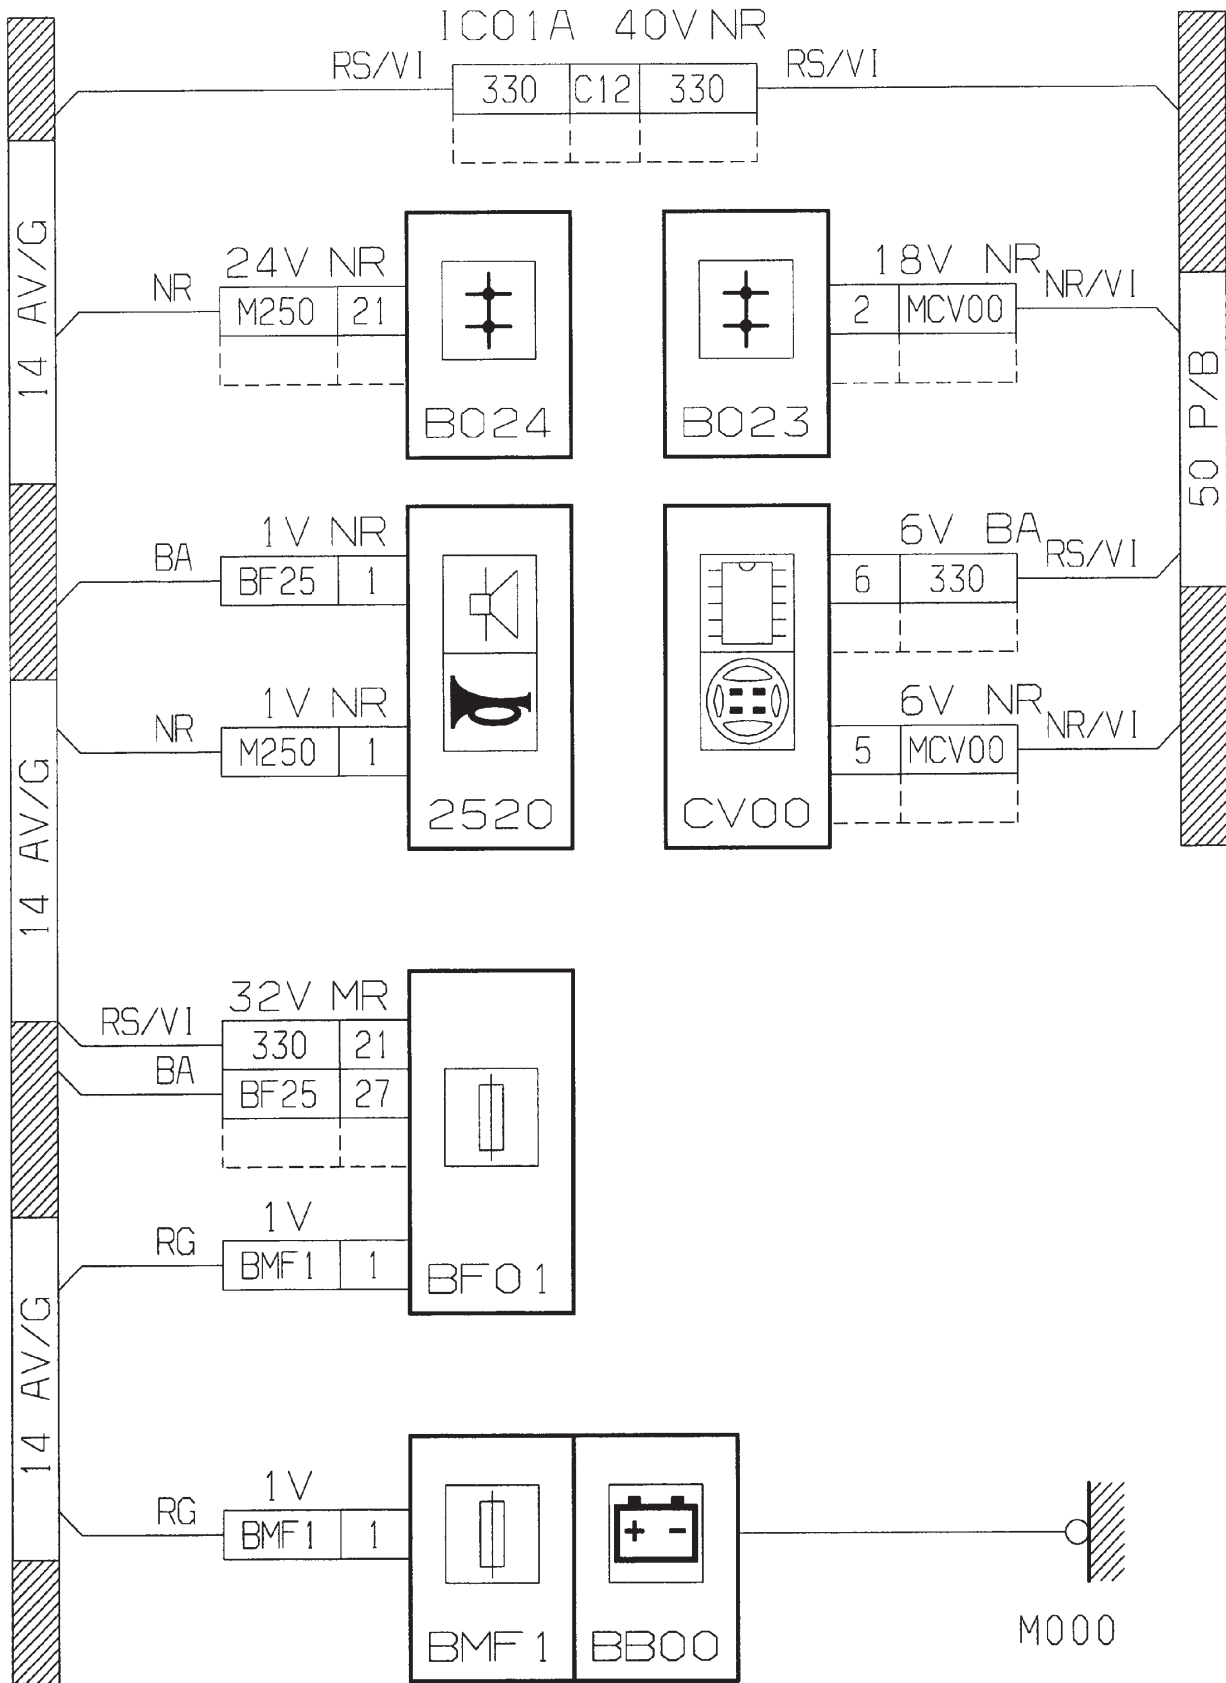 IC01A 40V NR
RS/VI 330 C12 330 RS/VI
14 AV/G
24V NR
NR M250 21
B024
18V NR
2 MCV00 NR/VI
B023
50 P/B
1V NR
BA BF25 1
1V NR
NR M250 1
2520
6V BA
6 330 RS/VI
6V NR
5 MCV00 NR/VI
CV00
14 AV/G
32V MR
RS/VI 330 21
BA BF25 27
1V
RG BMF1 1
BF01
14 AV/G
1V
RG BMF1 1
+ -
BMF1 BB00
M000